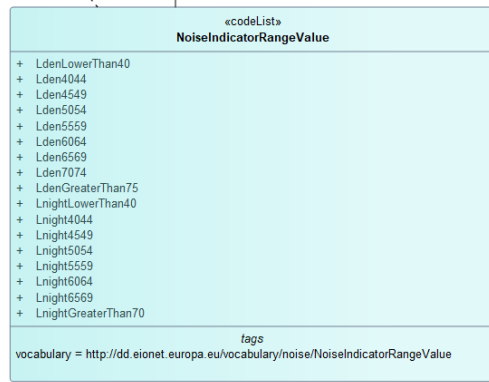 «codeList»
NoiseIndicatorRangeValue
+ LdenLowerThan40
+ Lden4044
+ Lden4549
+ Lden5054
+ Lden5559
+ Lden6064
+ Lden6569
+ Lden7074
+ LdenGreaterThan75
+ LnightLowerThan40
+ Lnight4044
+ Lnight4549
+ Lnight5054
+ Lnight5559
+ Lnight6064
+ Lnight6569
+ LnightGreaterThan70
tags
vocabulary = http://dd.eionet.europa.eu/vocabulary/noise/NoiseIndicatorRangeValue